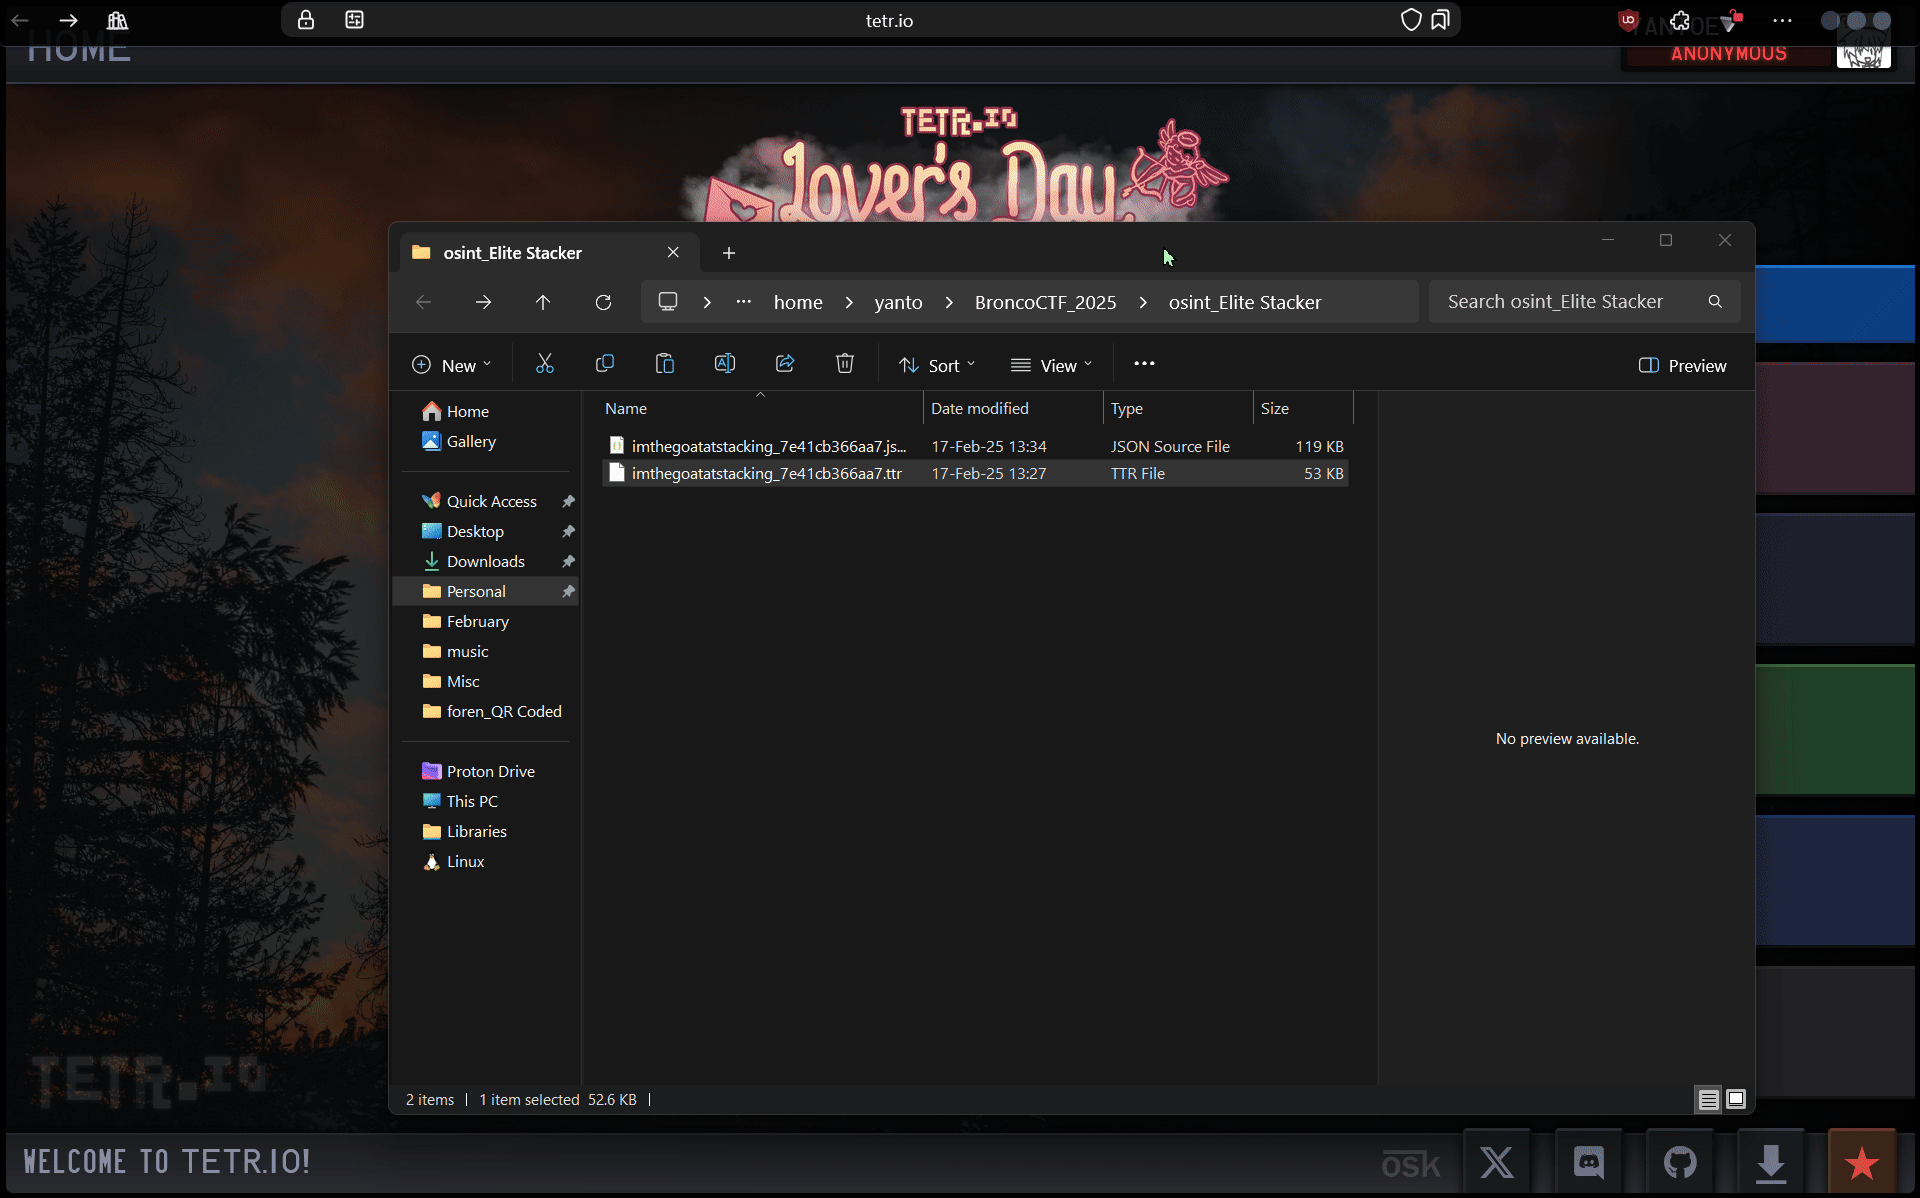 tetr.io
HOME
YANTOE
ANONYMOUS
TETR.IO
Lover's Day
osint_Elite Stacker
home
yanto
BroncoCTF_2025
osint_Elite Stacker
Search osint_Elite Stacker
New
Sort
View
Preview
Name
Date modified
Type
Size
imthegoatatstacking_7e41cb366aa7.js...
17-Feb-25 13:34
JSON Source File
119 KB
imthegoatatstacking_7e41cb366aa7.ttr
17-Feb-25 13:27
TTR File
53 KB
Home
Gallery
Quick Access
Desktop
Downloads
Personal
February
music
Misc
foren_QR Coded
Proton Drive
This PC
Libraries
Linux
No preview available.
2 items
1 item selected 52.6 KB
TETR.IO
WELCOME TO TETR.IO!
osk